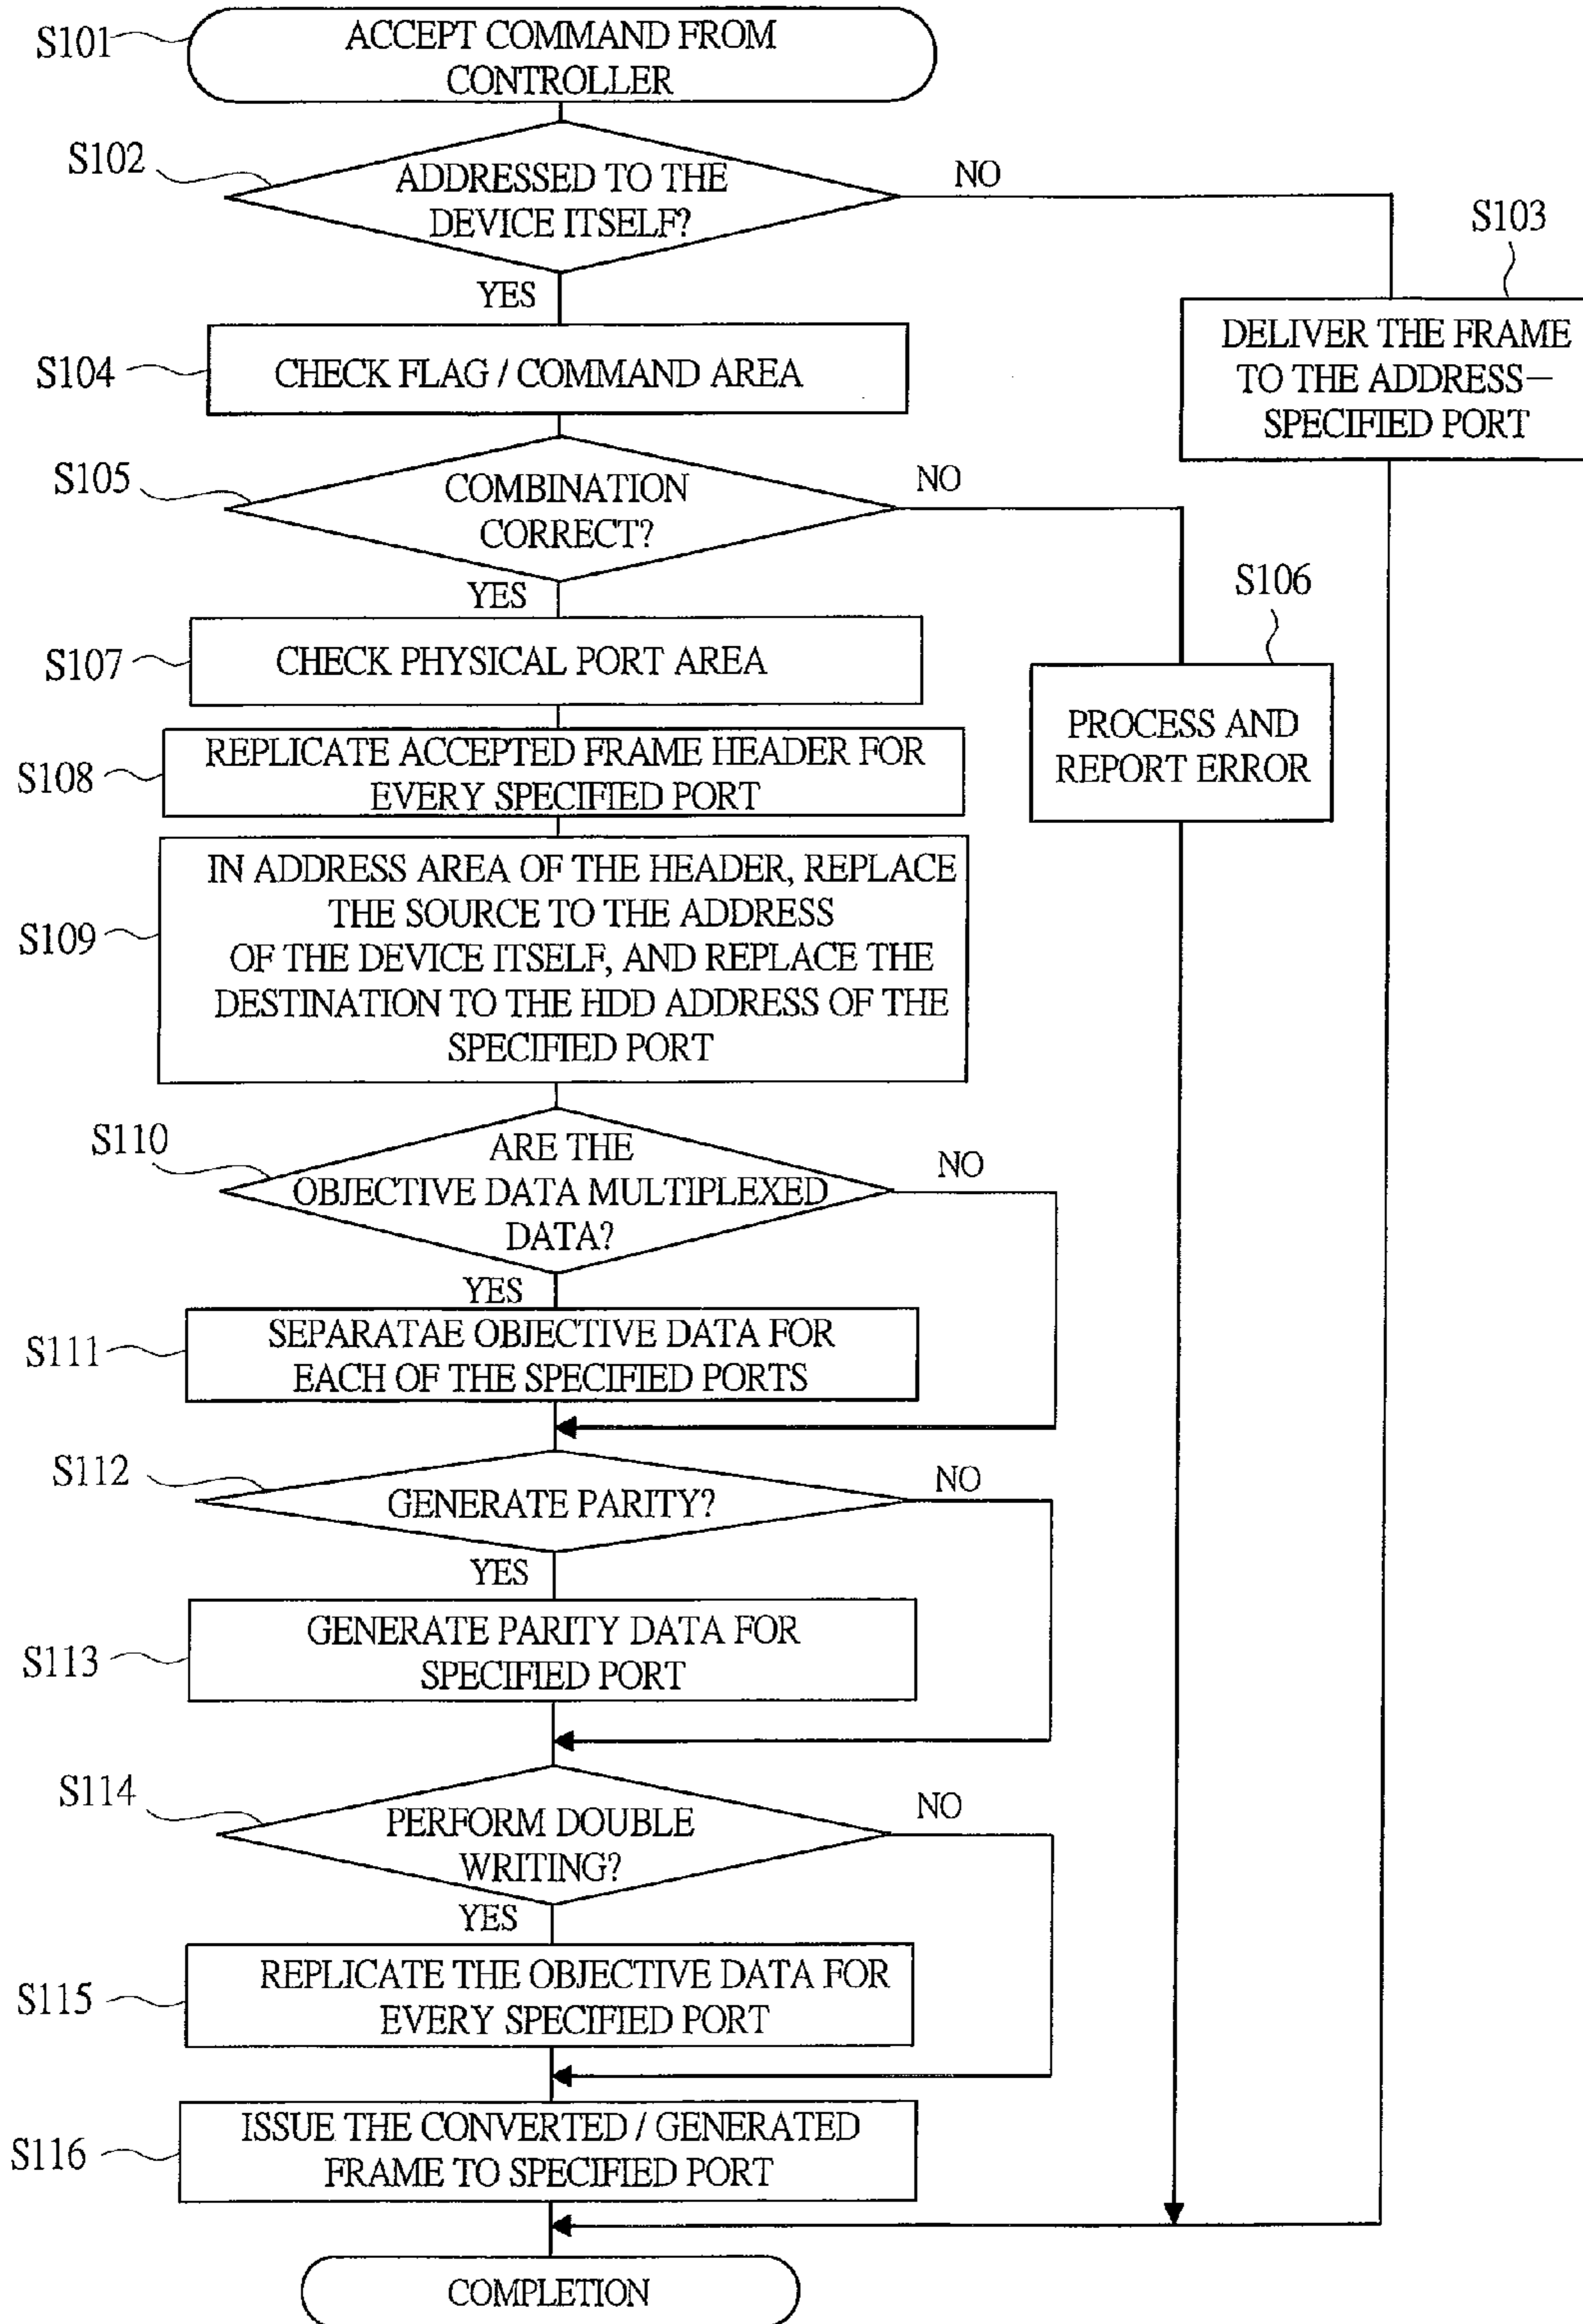 S101
ACCEPT COMMAND FROM
CONTROLLER
S102
ADDRESSED TO THE
DEVICE ITSELF?
NO
YES
S103
DELIVER THE FRAME
TO THE ADDRESS—
SPECIFIED PORT
S104
CHECK FLAG / COMMAND AREA
S105
COMBINATION
CORRECT?
NO
YES
S106
PROCESS AND
REPORT ERROR
S107
CHECK PHYSICAL PORT AREA
S108
REPLICATE ACCEPTED FRAME HEADER FOR
EVERY SPECIFIED PORT
S109
IN ADDRESS AREA OF THE HEADER, REPLACE
THE SOURCE TO THE ADDRESS
OF THE DEVICE ITSELF, AND REPLACE THE
DESTINATION TO THE HDD ADDRESS OF THE
SPECIFIED PORT
S110
ARE THE
OBJECTIVE DATA MULTIPLEXED
DATA?
NO
YES
S111
SEPARATAE OBJECTIVE DATA FOR
EACH OF THE SPECIFIED PORTS
S112
GENERATE PARITY?
NO
YES
S113
GENERATE PARITY DATA FOR
SPECIFIED PORT
S114
PERFORM DOUBLE
WRITING?
NO
YES
S115
REPLICATE THE OBJECTIVE DATA FOR
EVERY SPECIFIED PORT
S116
ISSUE THE CONVERTED / GENERATED
FRAME TO SPECIFIED PORT
COMPLETION